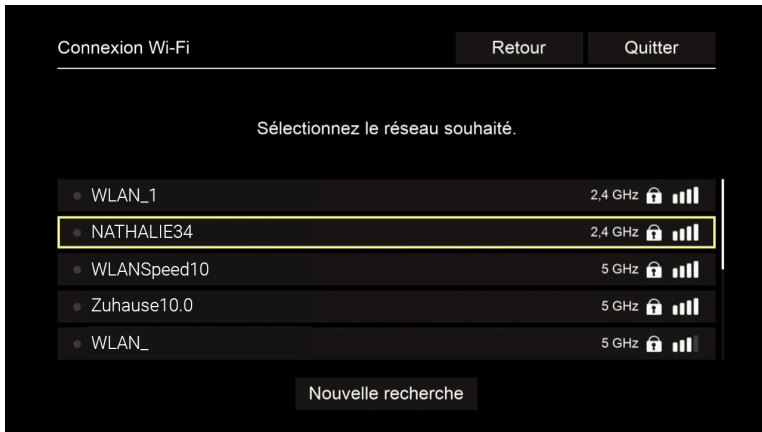 Connexion Wi-Fi Retour Quitter
Sélectionnez le réseau souhaité.
WLAN_1 2,4 GHz
NATHALIE34 2,4 GHz
WLANSpeed10 5 GHz
Zuhause10.0 5 GHz
WLAN_ 5 GHz
Nouvelle recherche